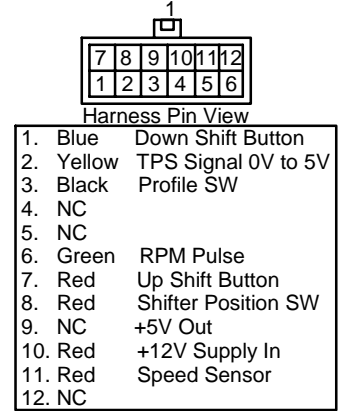 1
7 8 9 10 11 12
1 2 3 4 5 6
Harness Pin View
1. Blue Down Shift Button
2. Yellow TPS Signal 0V to 5V
3. Black Profile SW
4. NC
5. NC
6. Green RPM Pulse
7. Red Up Shift Button
8. Red Shifter Position SW
9. NC +5V Out
10. Red +12V Supply In
11. Red Speed Sensor
12. NC